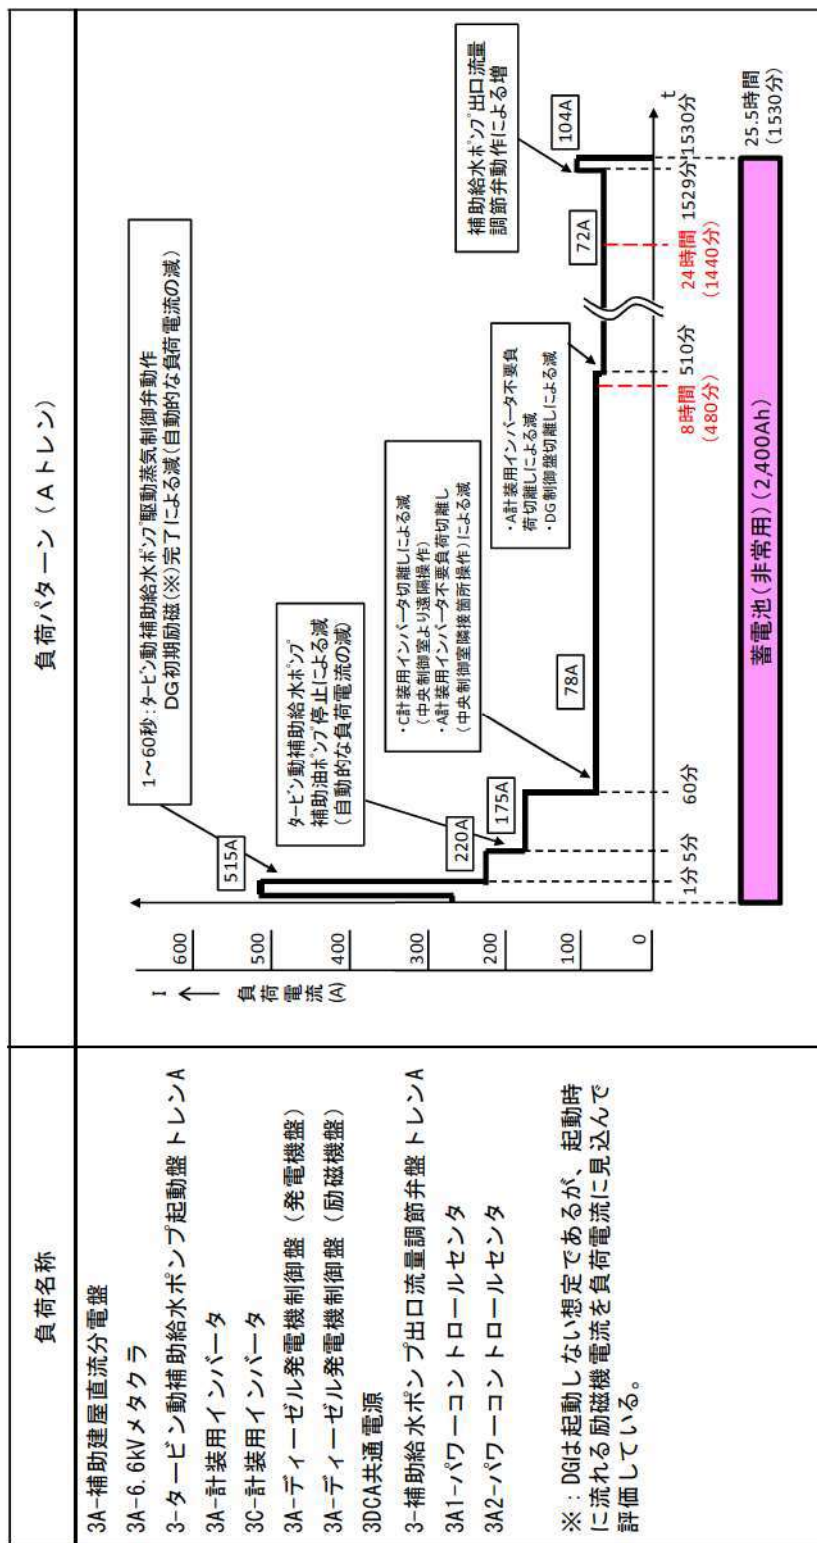 負荷名称
3A-補助建屋直流分電盤
3A-6.6kVメタクラ
3-タービン動補助給水ポンプ起動盤トレンA
3A-計装用インバータ
3C-計装用インバータ
3A-ディーゼル発電機制御盤（発電機盤）
3A-ディーゼル発電機制御盤（励磁機盤）
3DCA共通電源
3-補助給水ポンプ出口流量調節弁盤トレンA
3A1-パワーコントロールセンタ
3A2-パワーコントロールセンタ
※：DGは起動しない想定であるが、起動時
に流れる励磁機電流を負荷電流に見込んで
評価している。
負荷パターン（Aトレン）
I
負荷電流
(A)
600
500
400
300
200
100
0
1～60秒：タービン動補助給水ポンプ駆動蒸気制御弁動作
DG初期励磁(※)完了による減(自動的な負荷電流の減)
515A
タービン動補助給水ポンプ
補助油ポンプ停止による減
(自動的な負荷電流の減)
220A
175A
・C計装用インバータ切離しによる減
（中央制御室より遠隔操作）
・A計装用インバータ不要負荷切離し
（中央制御室隣接箇所操作）による減
78A
・A計装用インバータ不要負
荷切離しによる減
・DG制御盤切離しによる減
72A
補助給水ポンプ出口流量
調節弁動作による増
104A
t
1分
5分
60分
8時間
(480分)
510分
24時間
(1440分)
1529分
1530分
蓄電池(非常用)(2,400Ah)
25.5時間
(1530分)